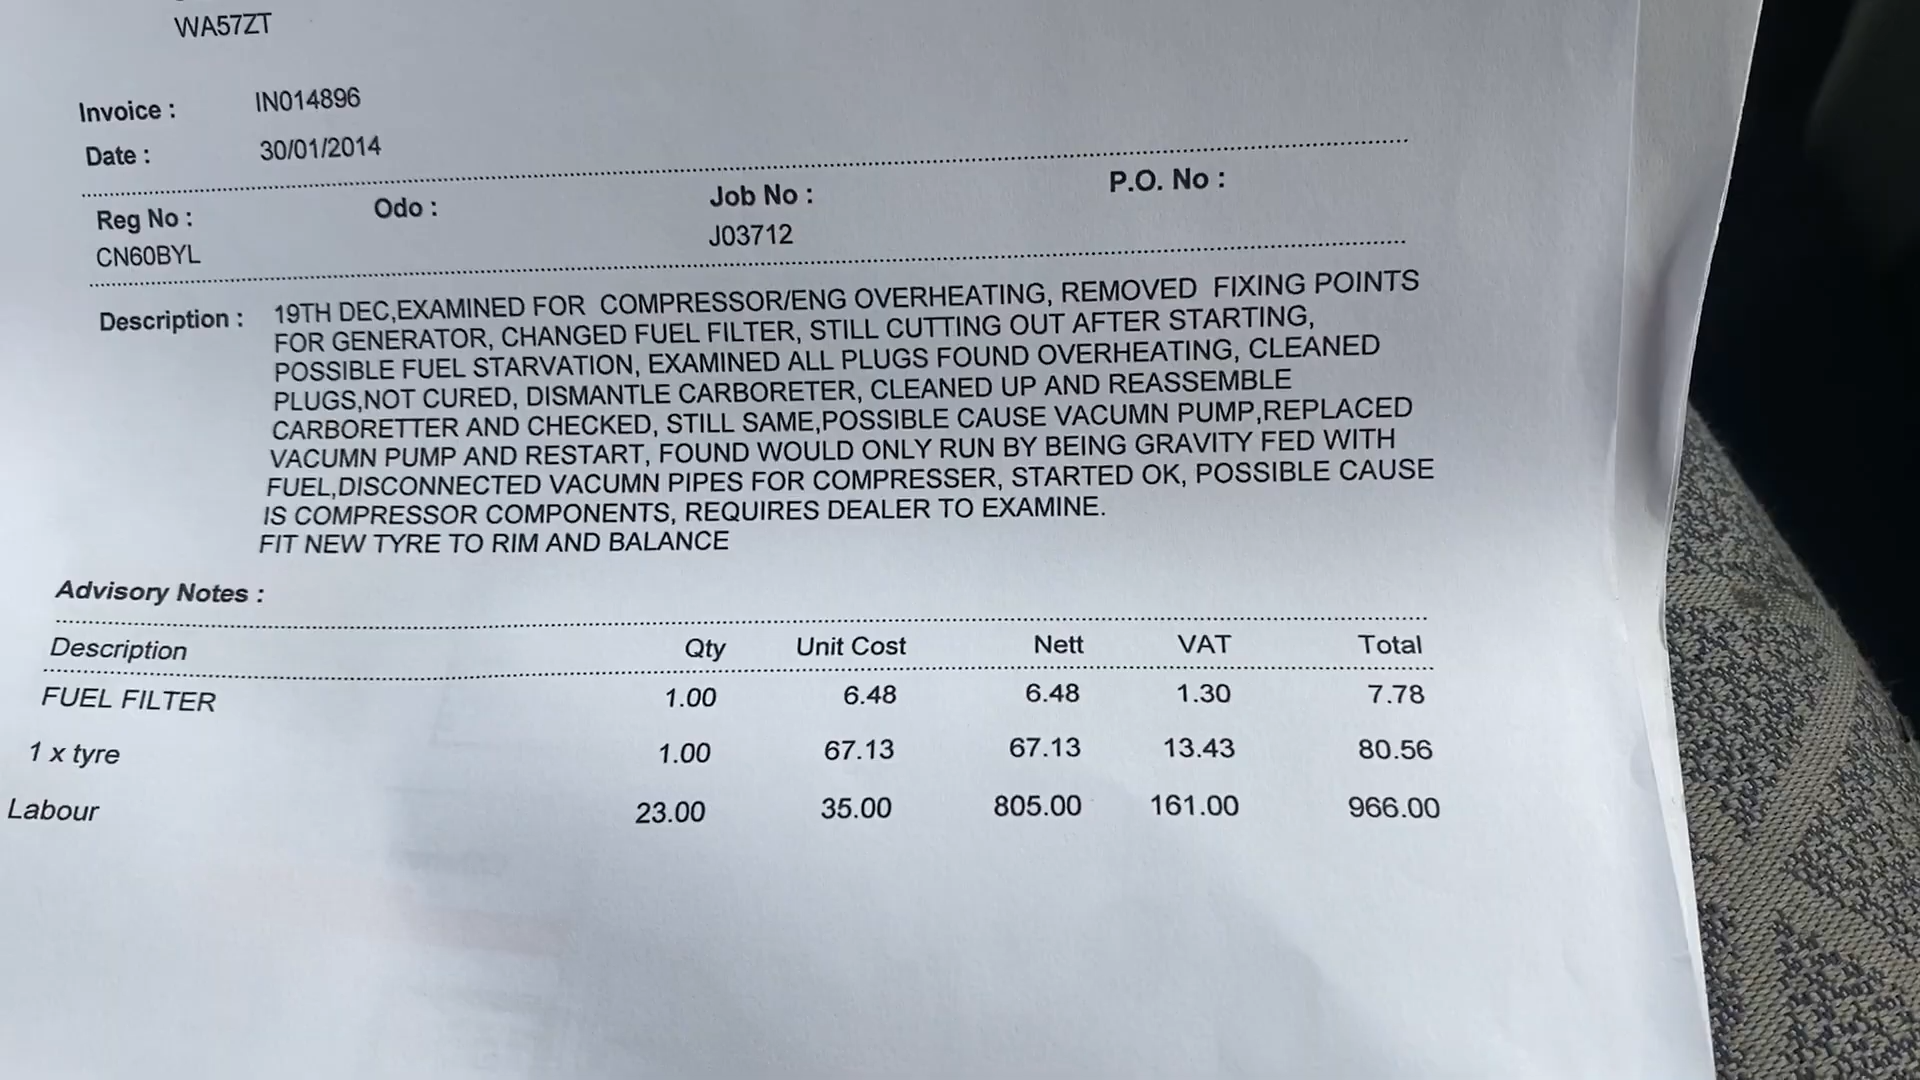 WA57ZT
Invoice : IN014896
Date : 30/01/2014
Reg No : Odo : Job No : P.O. No :
CN60BYL J03712
Description : 19TH DEC,EXAMINED FOR COMPRESSOR/ENG OVERHEATING, REMOVED FIXING POINTS
FOR GENERATOR, CHANGED FUEL FILTER, STILL CUTTING OUT AFTER STARTING,
POSSIBLE FUEL STARVATION, EXAMINED ALL PLUGS FOUND OVERHEATING, CLEANED
PLUGS,NOT CURED, DISMANTLE CARBORETER, CLEANED UP AND REASSEMBLE
CARBORETTER AND CHECKED, STILL SAME,POSSIBLE CAUSE VACUMN PUMP,REPLACED
VACUMN PUMP AND RESTART, FOUND WOULD ONLY RUN BY BEING GRAVITY FED WITH
FUEL,DISCONNECTED VACUMN PIPES FOR COMPRESSER, STARTED OK, POSSIBLE CAUSE
IS COMPRESSOR COMPONENTS, REQUIRES DEALER TO EXAMINE.
FIT NEW TYRE TO RIM AND BALANCE
Advisory Notes :
Description Qty Unit Cost Nett VAT Total
FUEL FILTER 1.00 6.48 6.48 1.30 7.78
1 x tyre 1.00 67.13 67.13 13.43 80.56
Labour 23.00 35.00 805.00 161.00 966.00